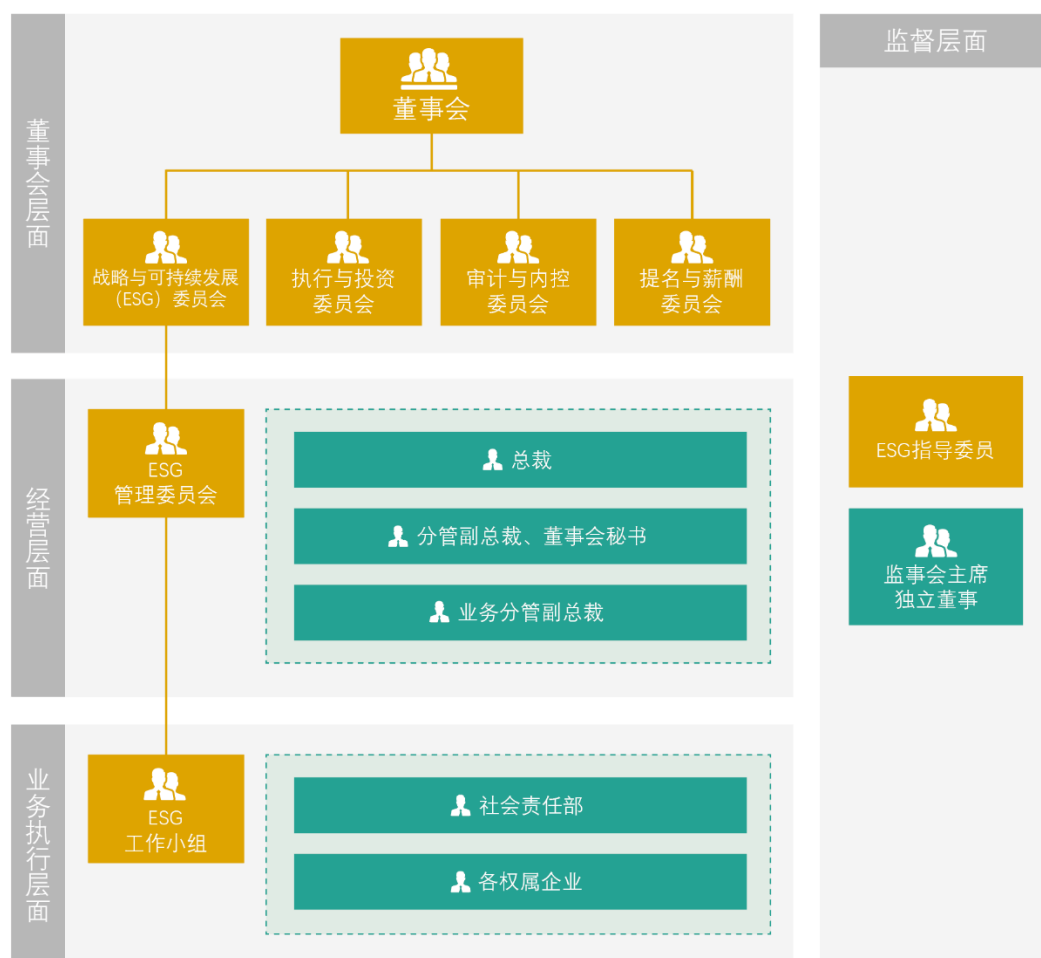 董事会层面
董事会
战略与可持续发展
（ESG）委员会
执行与投资
委员会
审计与内控
委员会
提名与薪酬
委员会
经营层面
ESG
管理委员会
总裁
分管副总裁、董事会秘书
业务分管副总裁
业务执行层面
ESG
工作小组
社会责任部
各权属企业
监督层面
ESG指导委员
监事会主席
独立董事